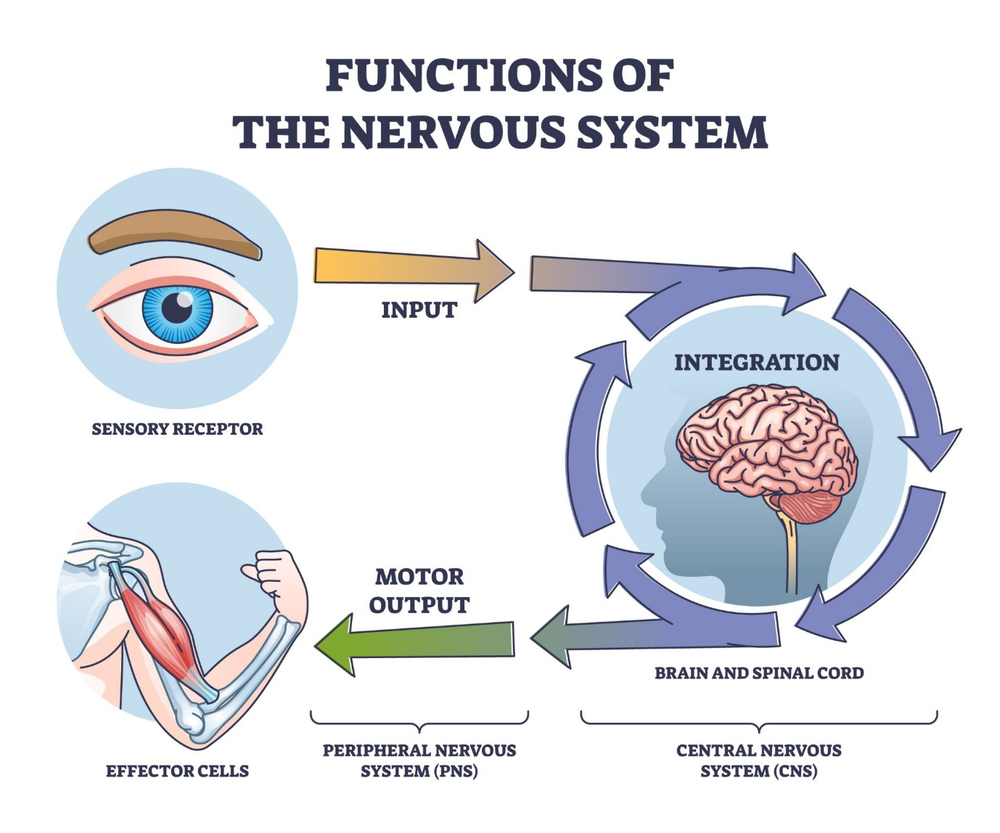 FUNCTIONS OF
THE NERVOUS SYSTEM
INPUT
SENSORY RECEPTOR
INTEGRATION
MOTOR
OUTPUT
BRAIN AND SPINAL CORD
EFFECTOR CELLS
PERIPHERAL NERVOUS
SYSTEM (PNS)
CENTRAL NERVOUS
SYSTEM (CNS)